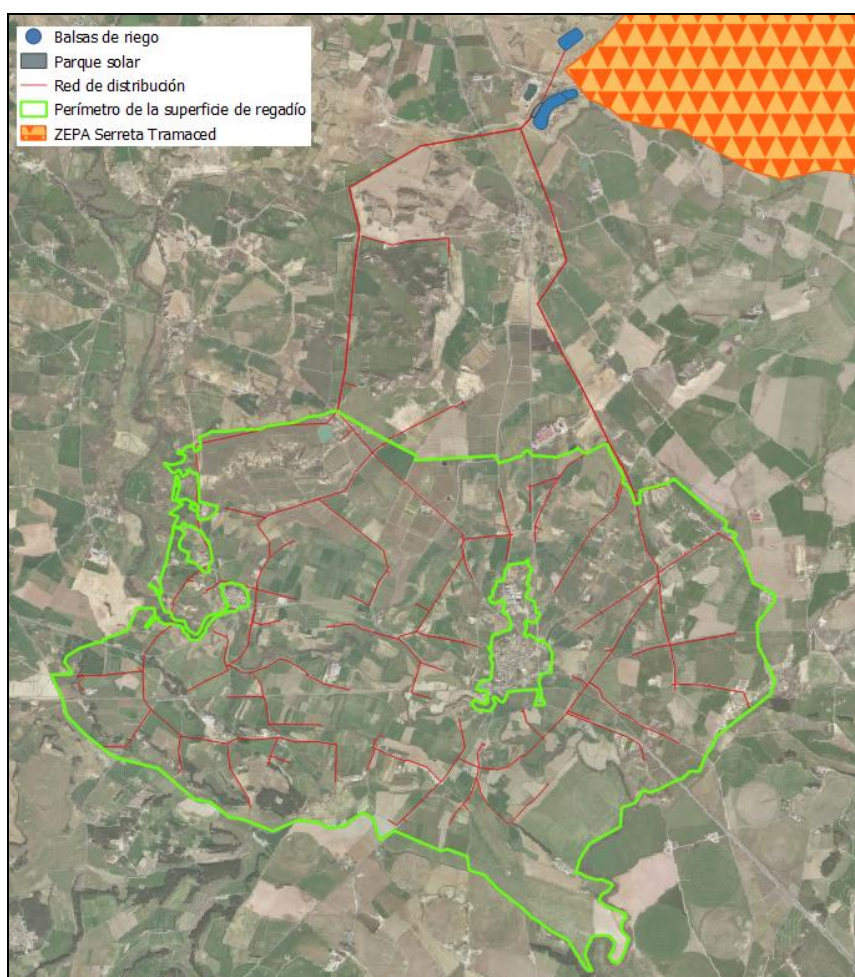 Balsas de riego
Parque solar
Red de distribución
Perímetro de la superficie de regadío
ZEPA Serreta Tramaced